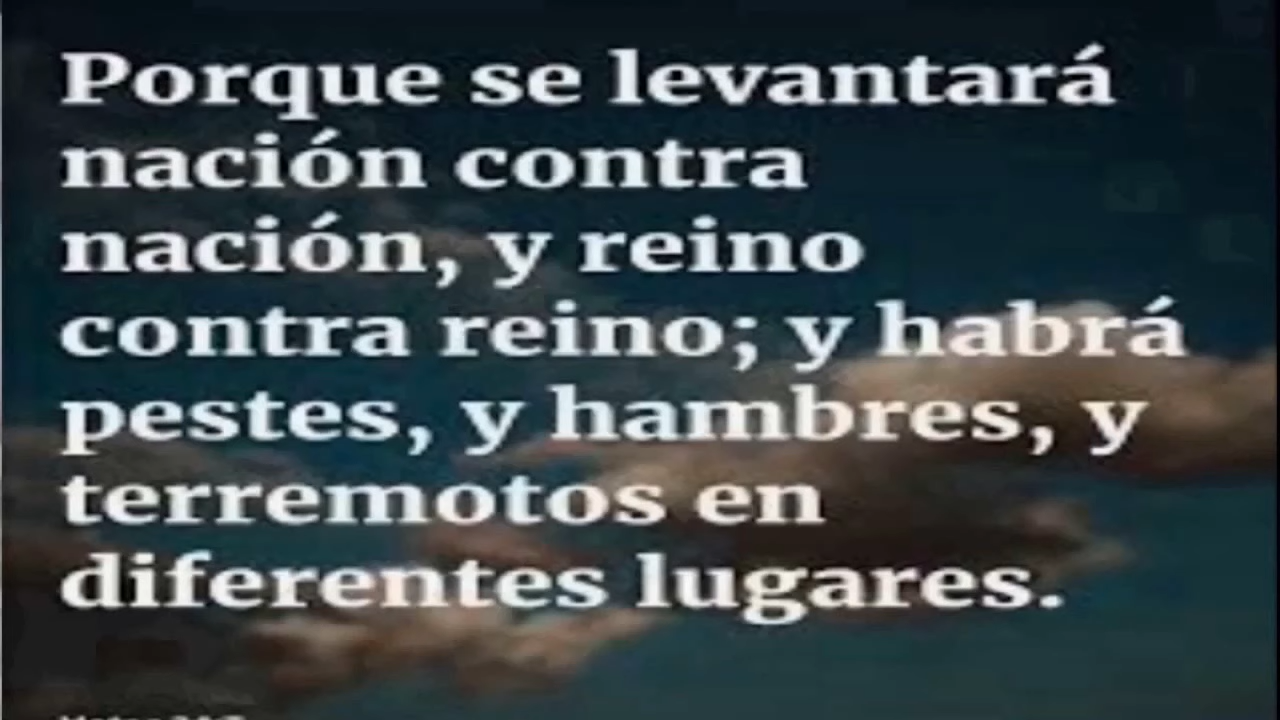 Porque se levantará
nación contra
nación, y reino
contra reino; y habrá
pestes, y hambres, y
terremotos en
diferentes lugares.